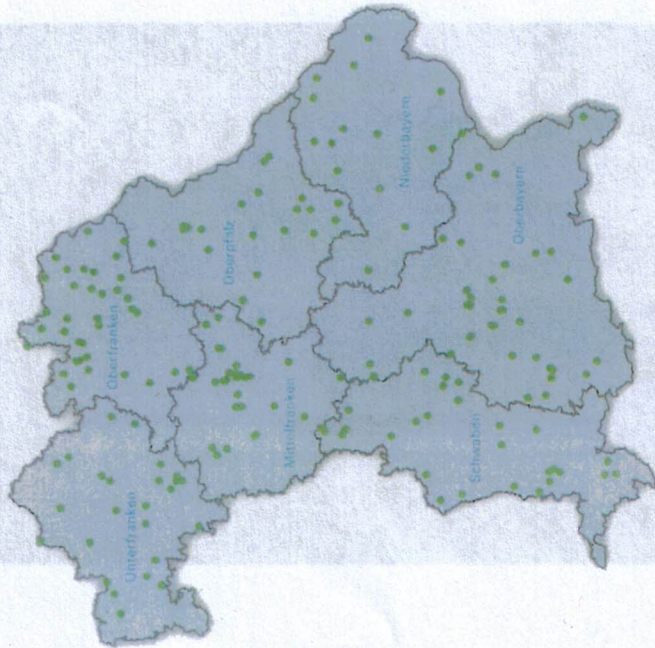 Unterfranken
Oberfranken
Mittelfranken
Oberpfalz
Niederbayern
Schwaben
Oberbayern